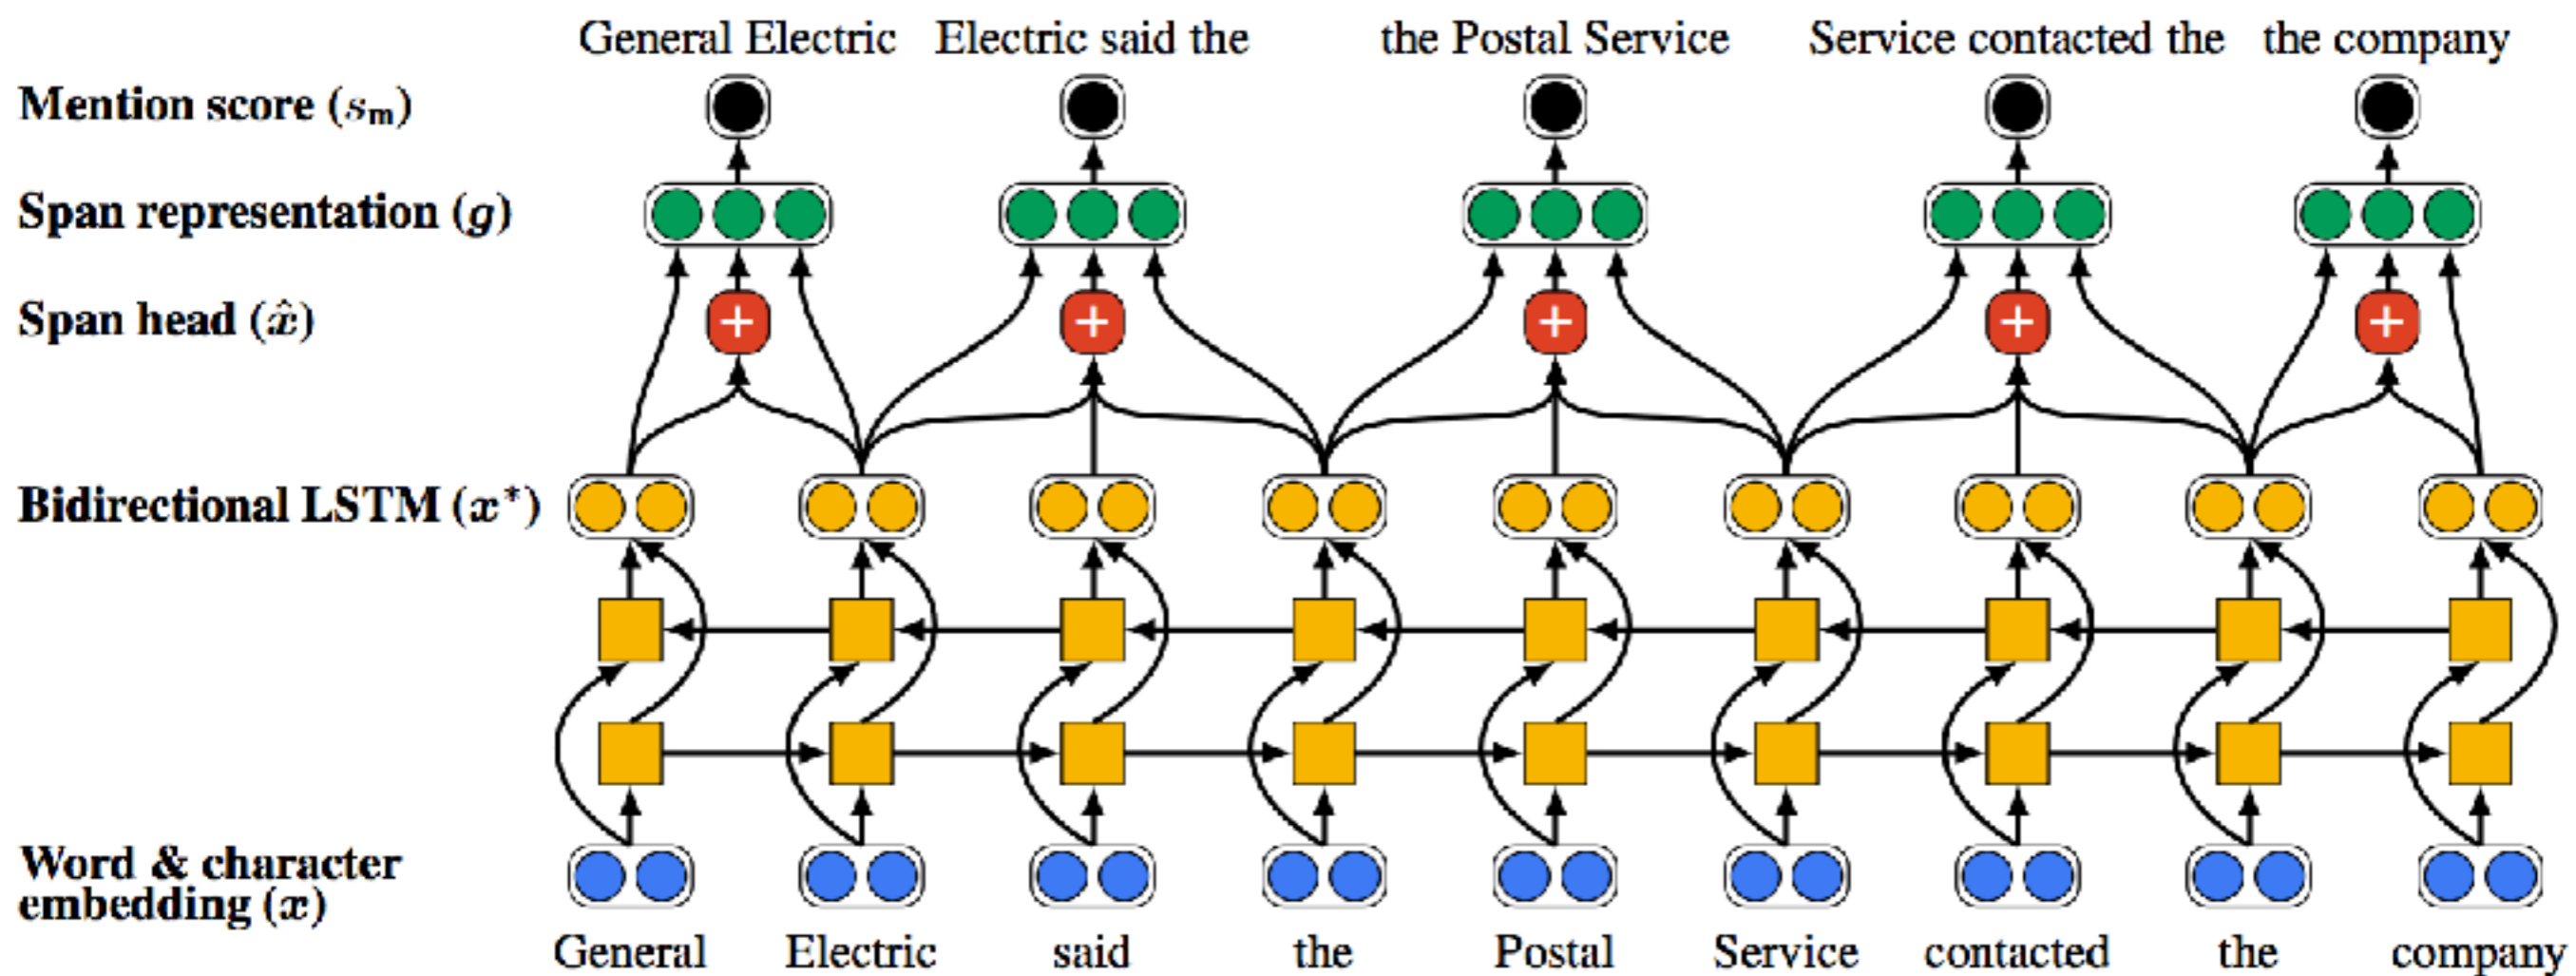 General Electric Electric said the the Postal Service Service contacted the the company
Mention score (sₘ)
Span representation (g)
+ + + + +
Span head (x̂)
Bidirectional LSTM (x*)
Word & character
embedding (x)
General Electric said the Postal Service contacted the company